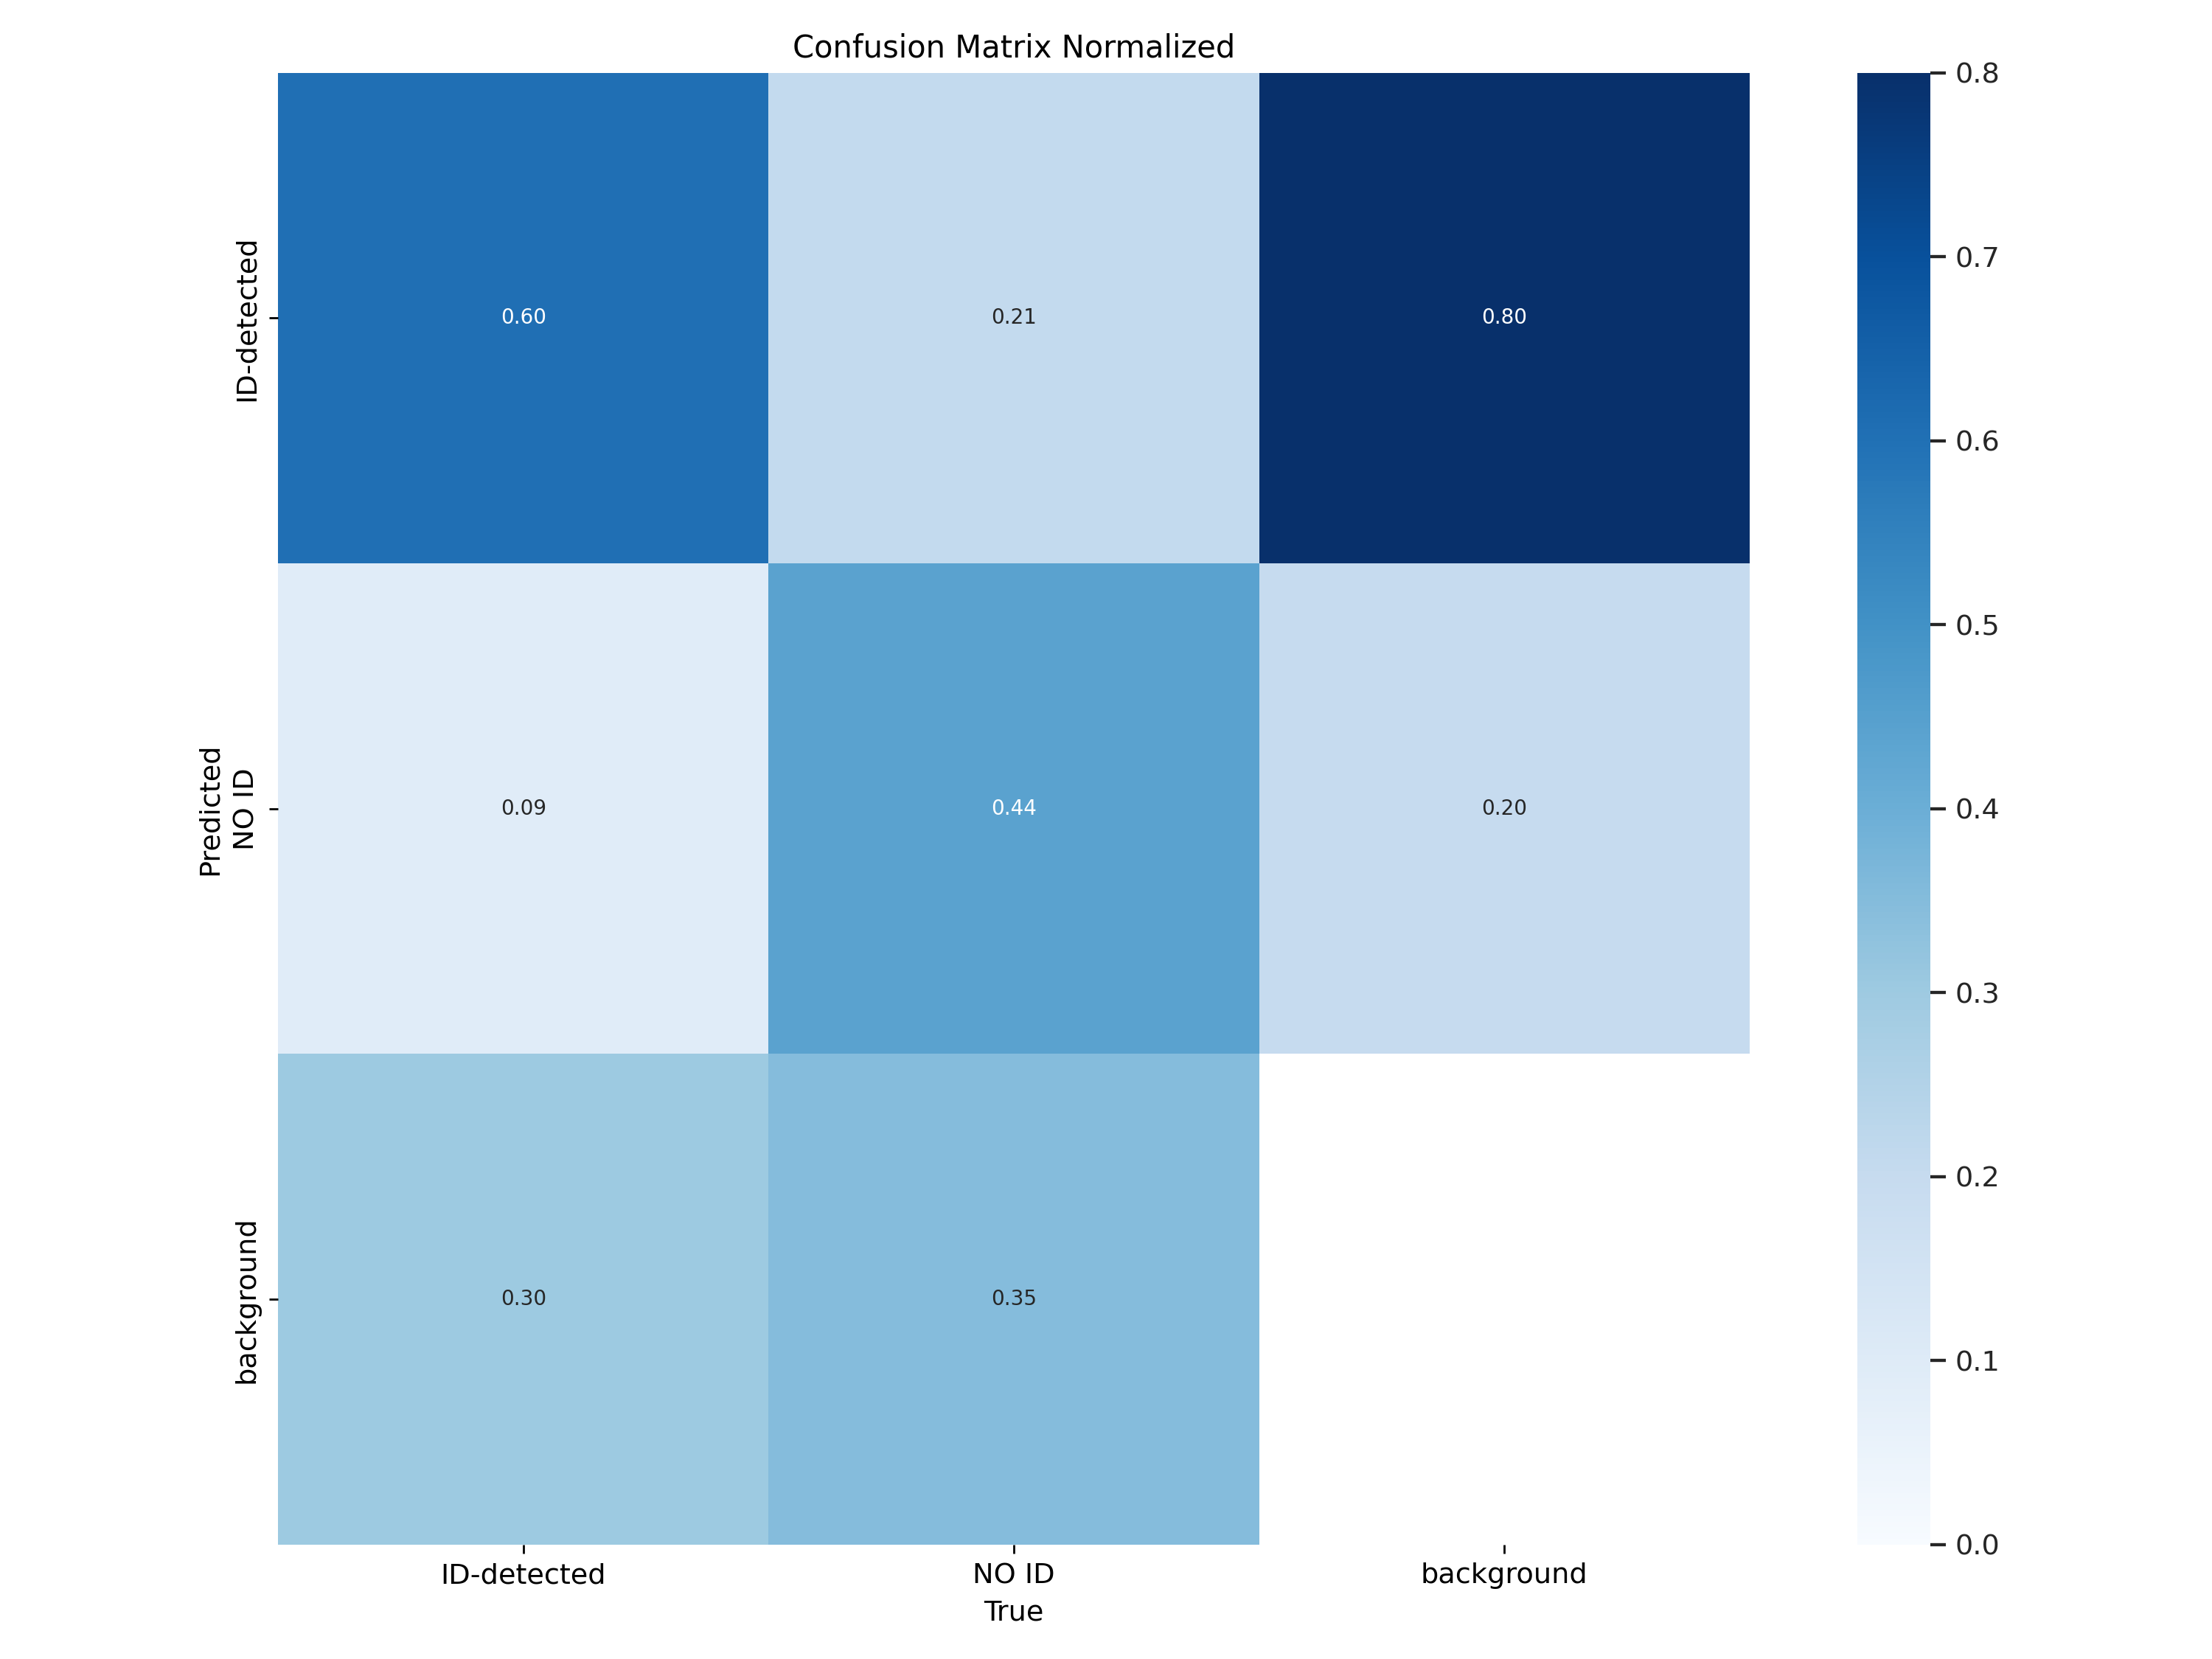 Confusion Matrix Normalized
0.8
0.7
0.6
0.5
0.4
0.3
0.2
0.1
0.0
Predicted
ID-detected
0.60
0.21
0.80
NO ID
0.09
0.44
0.20
background
0.30
0.35
ID-detected
NO ID
background
True